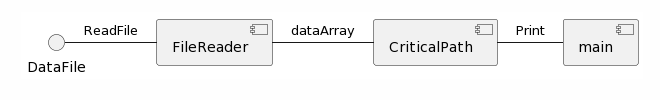 ReadFile
dataArray
Print
FileReader
CriticalPath
main
DataFile